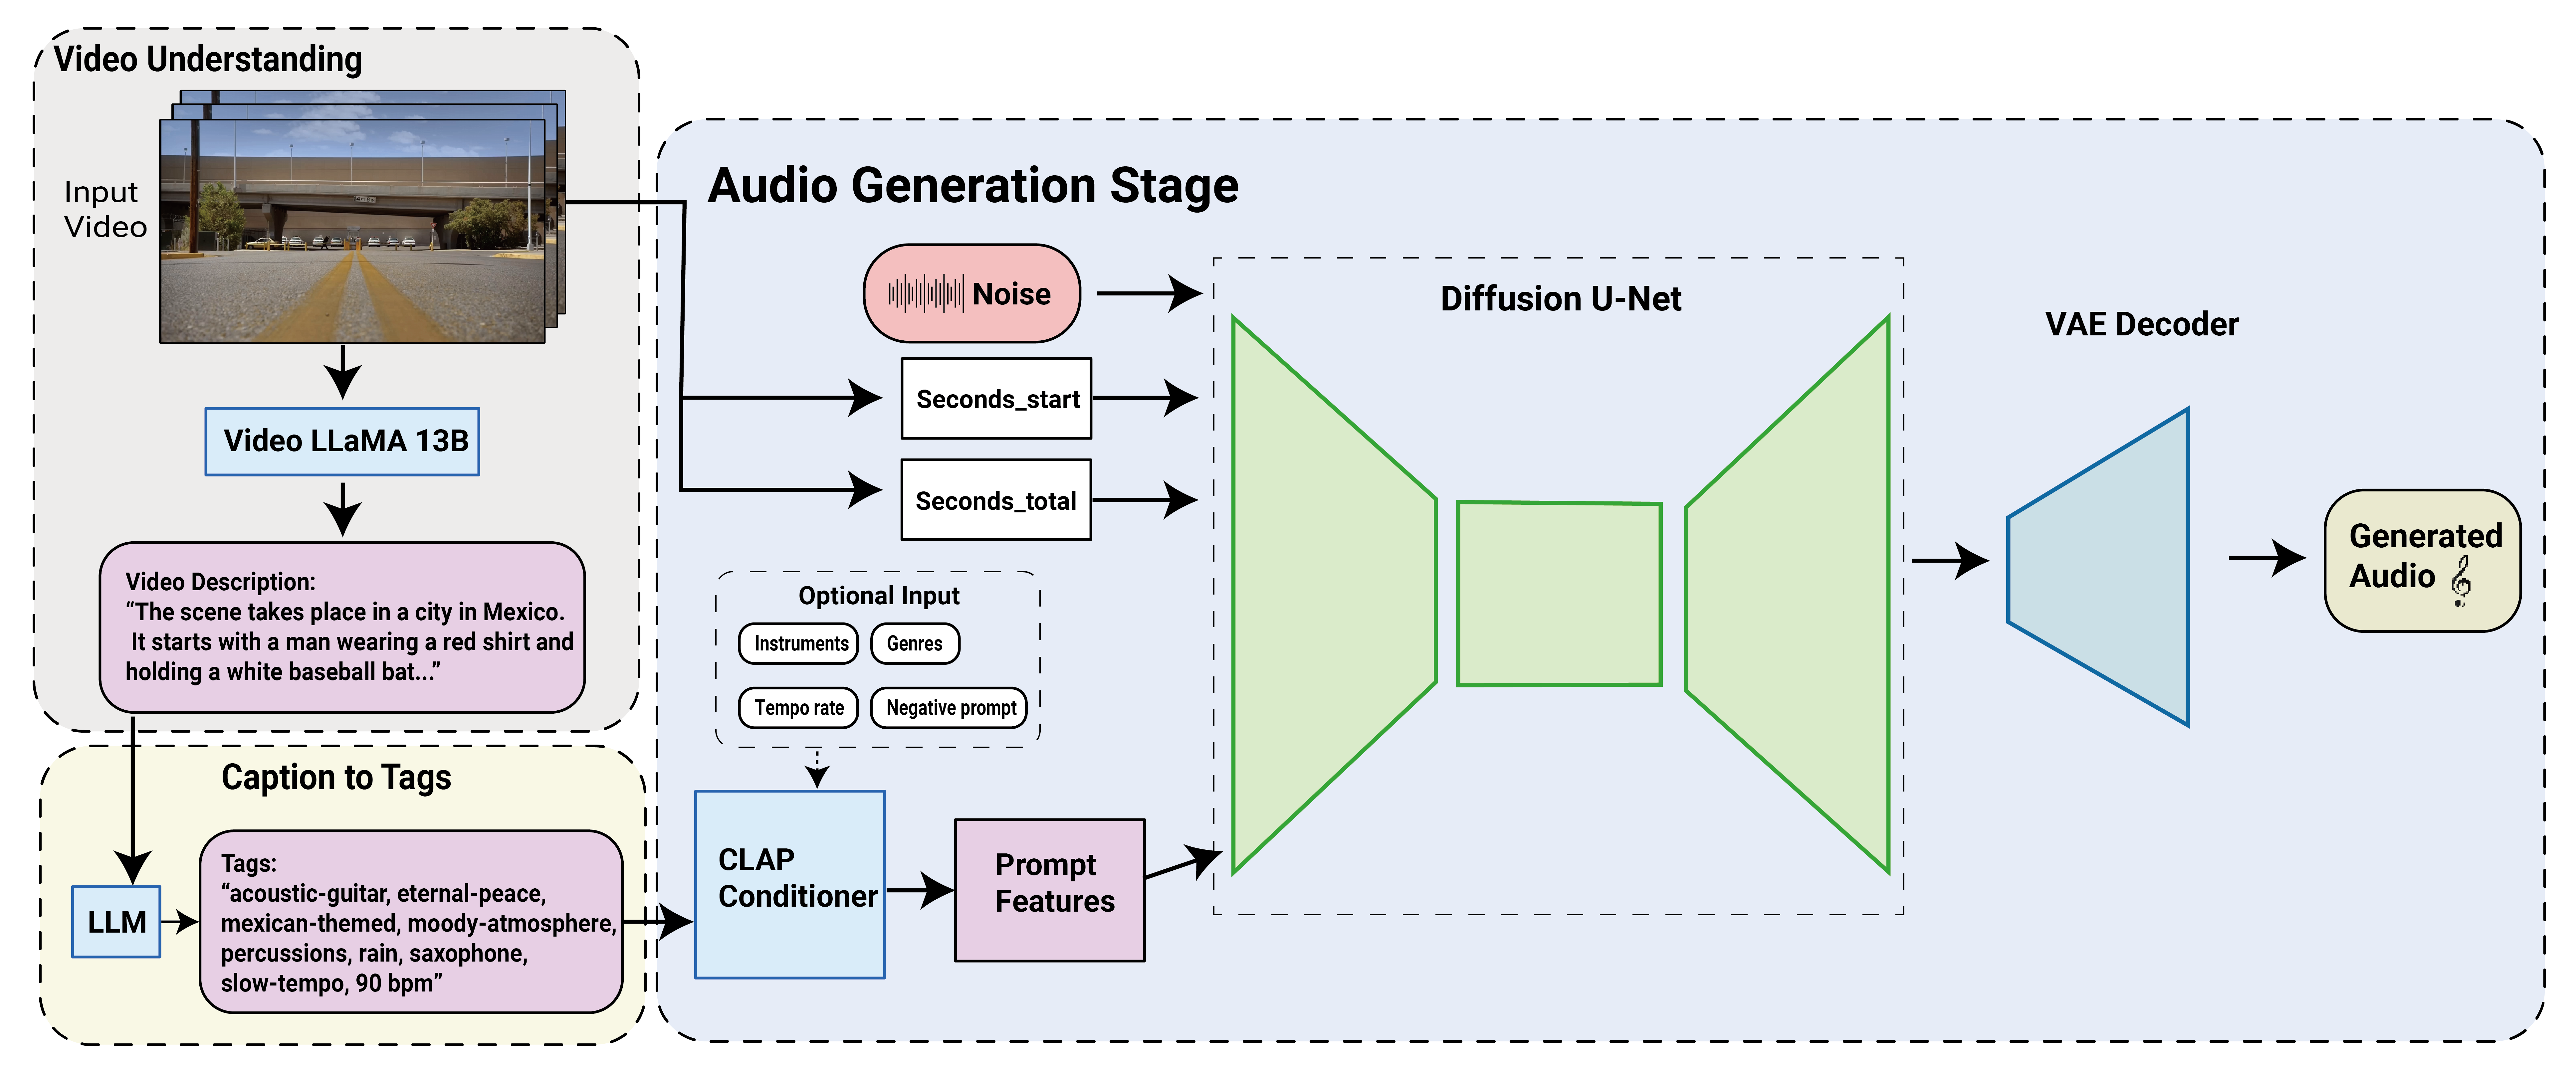 Video Understanding
Input
Video
Video LLaMA 13B
Video Description:
“The scene takes place in a city in Mexico.
It starts with a man wearing a red shirt and
holding a white baseball bat...”
Caption to Tags
LLM
Tags:
“acoustic-guitar, eternal-peace,
mexican-themed, moody-atmosphere,
percussions, rain, saxophone,
slow-tempo, 90 bpm”
Audio Generation Stage
Noise
Seconds_start
Seconds_total
Optional Input
Instruments
Genres
Tempo rate
Negative prompt
CLAP
Conditioner
Prompt
Features
Diffusion U-Net
VAE Decoder
Generated
Audio